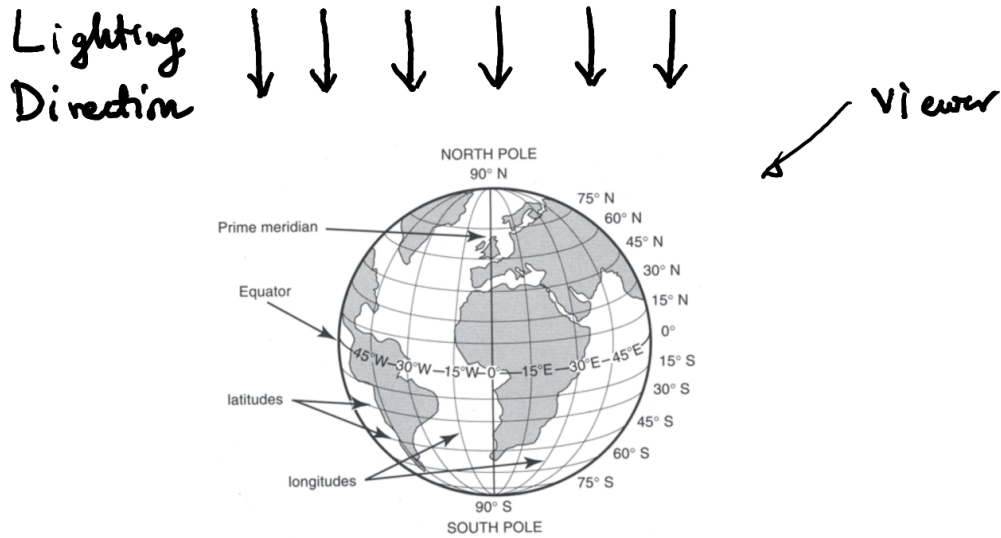 Lighting
Direction
Viewer
NORTH POLE
90° N
75° N
60° N
45° N
30° N
15° N
0°
15° S
30° S
45° S
60° S
75° S
Prime meridian
Equator
45°W 30°W 15°W 0° 15°E 30°E 45°E
latitudes
longitudes
90° S
SOUTH POLE